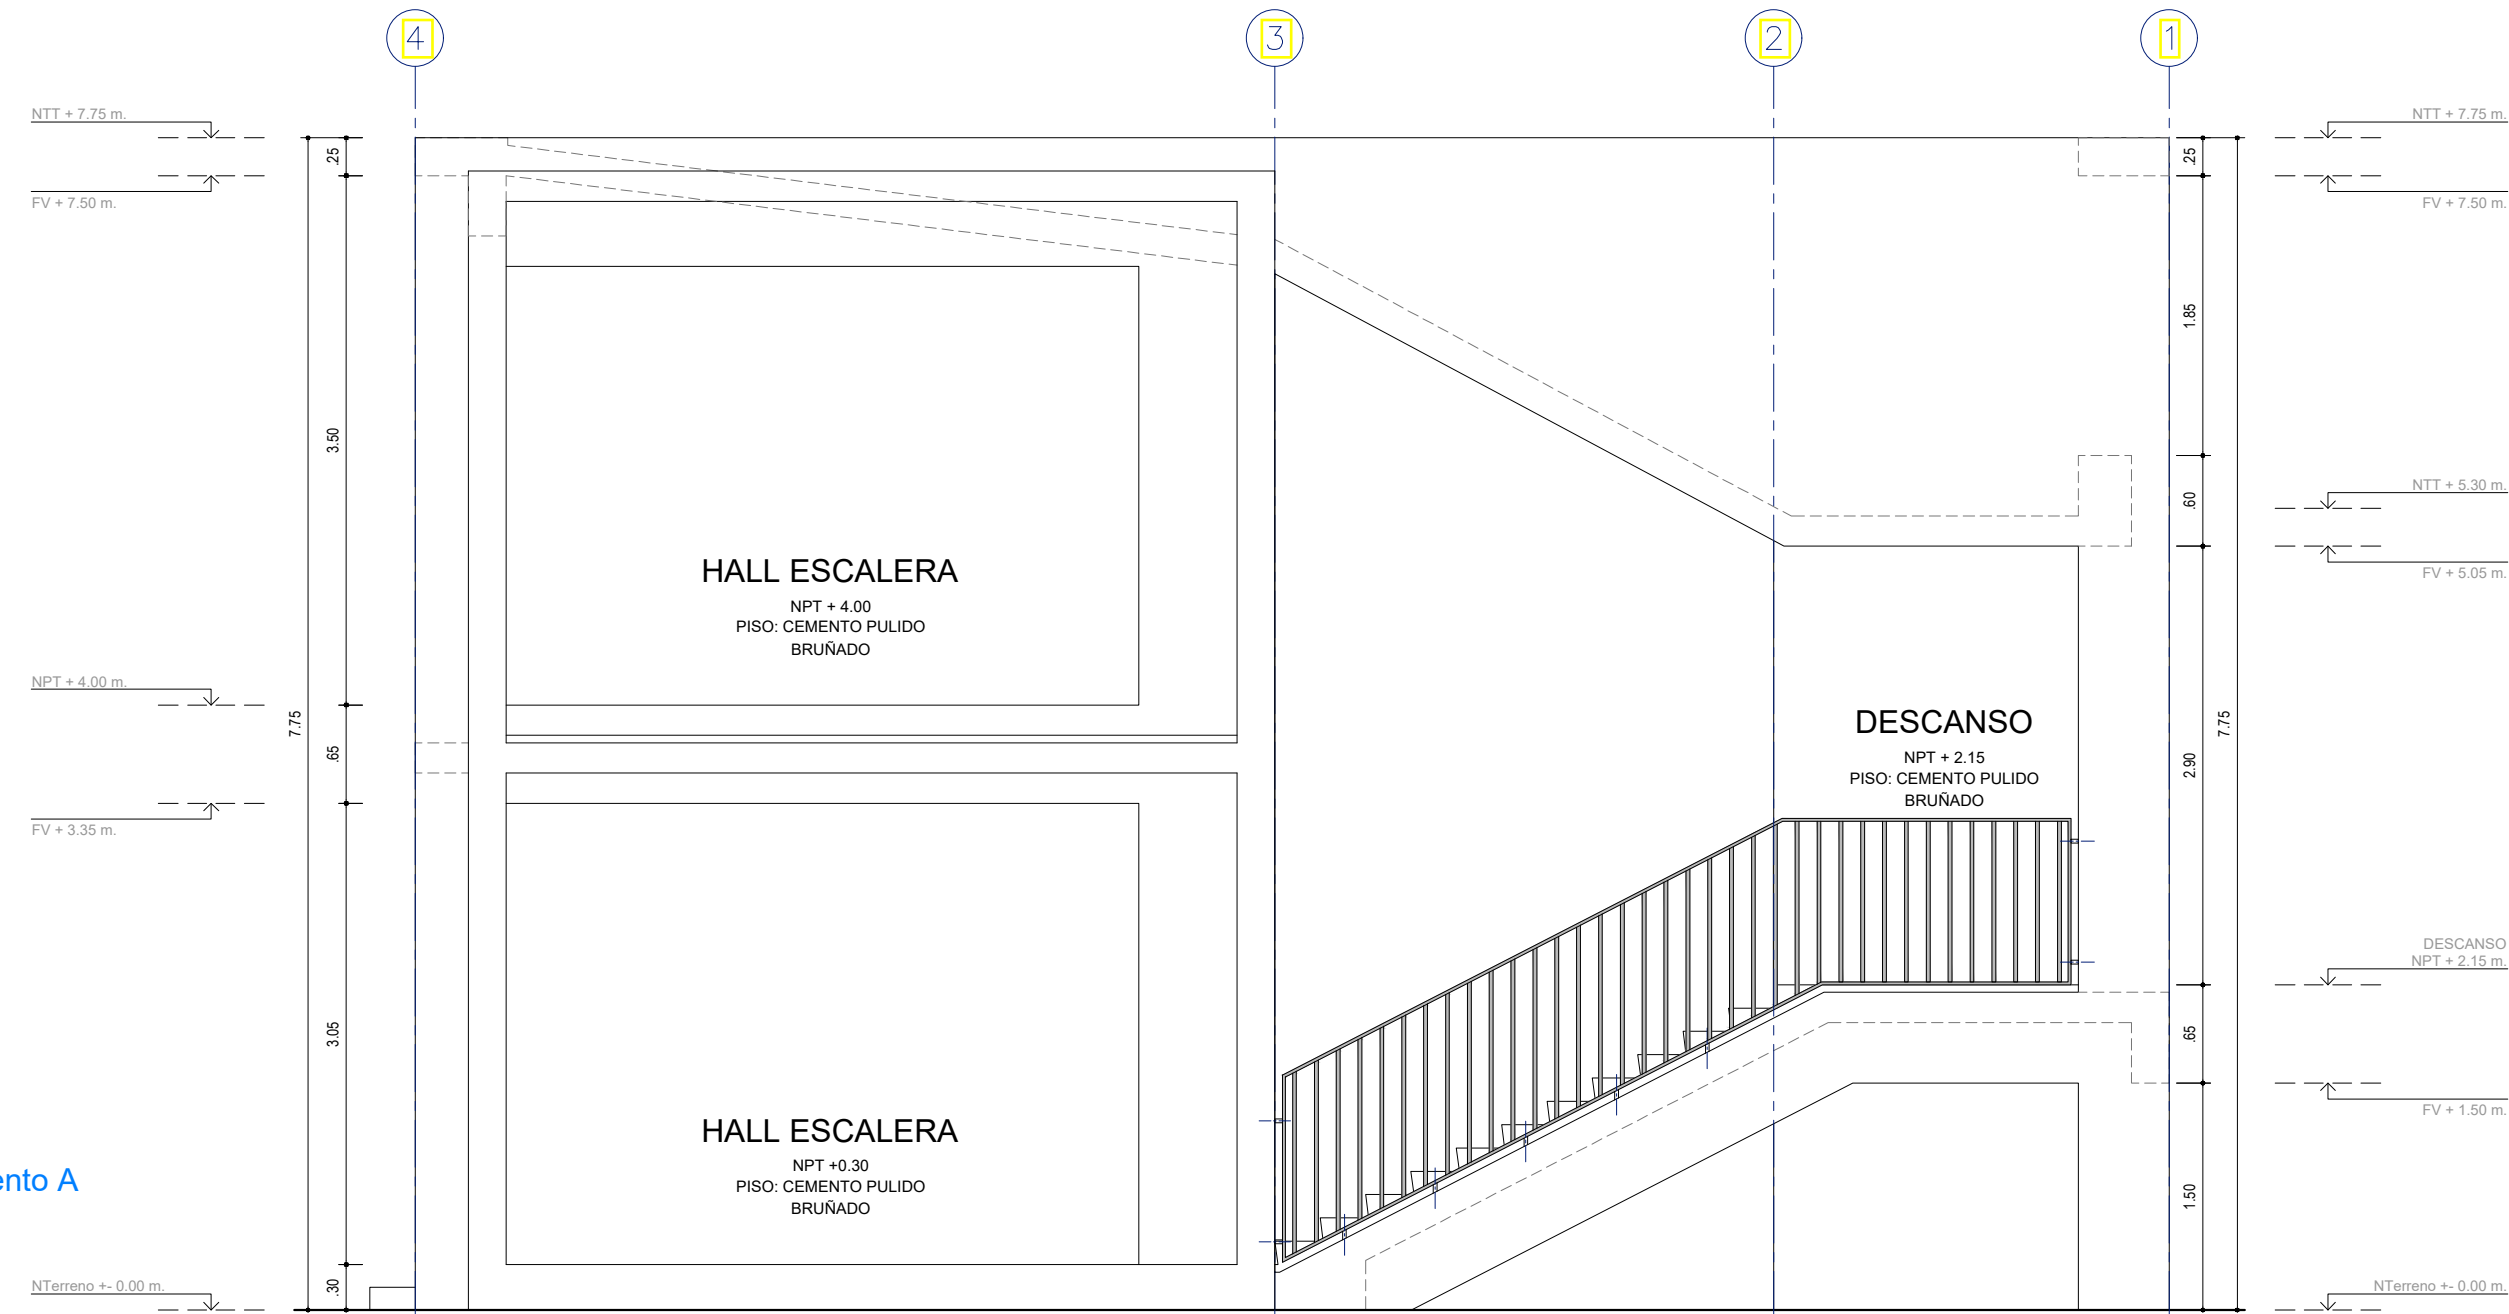 4 3 2 1
NTT + 7.75 m.
FV + 7.50 m.
NPT + 4.00 m.
FV + 3.35 m.
NTerreno +- 0.00 m.
7.75
.25
3.50
.65
3.05
.30
HALL ESCALERA
NPT + 4.00
PISO: CEMENTO PULIDO
BRUÑADO
HALL ESCALERA
NPT +0.30
PISO: CEMENTO PULIDO
BRUÑADO
DESCANSO
NPT + 2.15
PISO: CEMENTO PULIDO
BRUÑADO
.25
1.85
.60
2.90
.65
1.50
7.75
NTT + 7.75 m.
FV + 7.50 m.
NTT + 5.30 m.
FV + 5.05 m.
DESCANSO
NPT + 2.15 m.
FV + 1.50 m.
NTerreno +- 0.00 m.
ento A